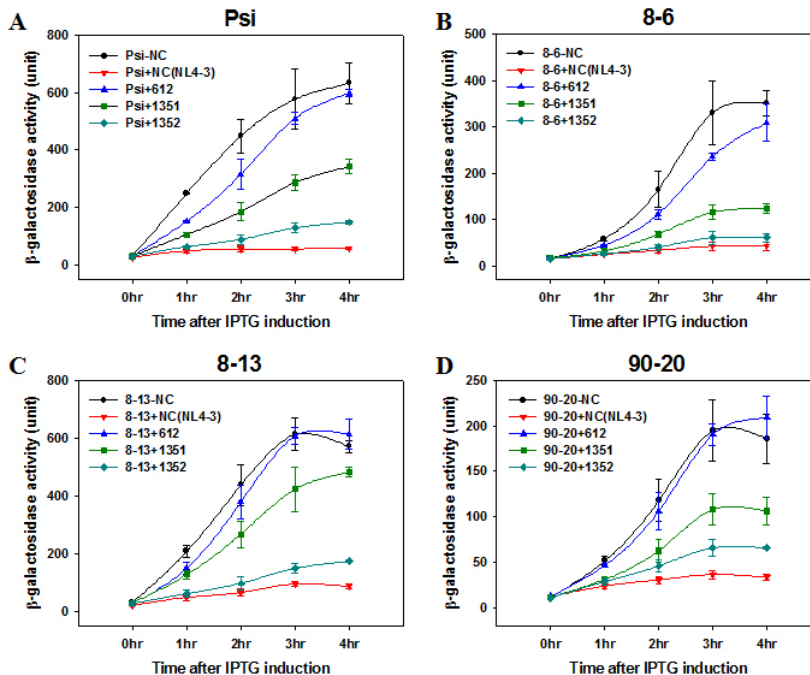 A
Psi
β-galactosidase activity (unit)
800
600
400
200
0
Psi-NC
Psi+NC(NL4-3)
Psi+612
Psi+1351
Psi+1352
0hr 1hr 2hr 3hr 4hr
Time after IPTG induction
B
8-6
β-galactosidase activity (unit)
500
400
300
200
100
0
8-6-NC
8-6+NC(NL4-3)
8-6+612
8-6+1351
8-6+1352
0hr 1hr 2hr 3hr 4hr
Time after IPTG induction
C
8-13
β-galactosidase activity (unit)
800
600
400
200
0
8-13-NC
8-13+NC(NL4-3)
8-13+612
8-13+1351
8-13+1352
0hr 1hr 2hr 3hr 4hr
Time after IPTG induction
D
90-20
β-galactosidase activity (unit)
250
200
150
100
50
0
90-20-NC
90-20+NC(NL4-3)
90-20+612
90-20+1351
90-20+1352
0hr 1hr 2hr 3hr 4hr
Time after IPTG induction